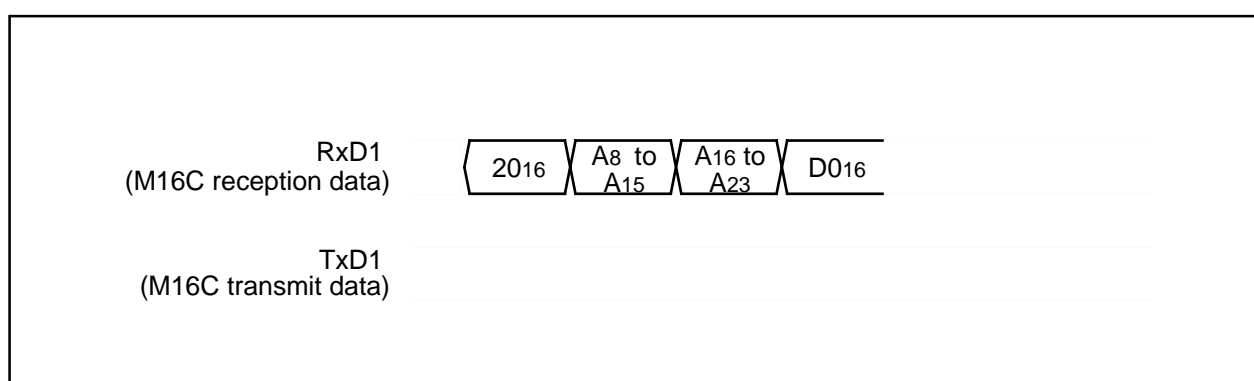 RxD1
(M16C reception data)
2016
A8 to
A15
A16 to
A23
D016
TxD1
(M16C transmit data)